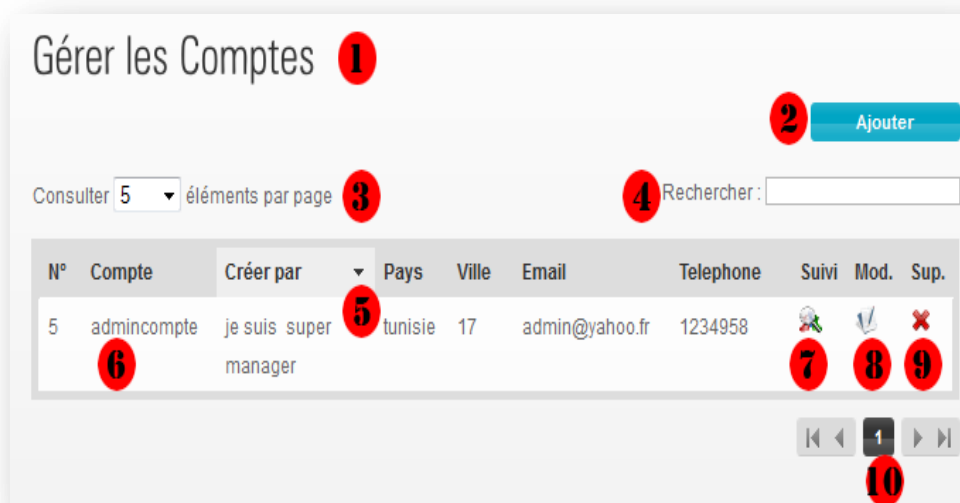 Gérer les Comptes 1
2 Ajouter
Consulter 5 éléments par page 3
4 Rechercher :
N° Compte Créer par Pays Ville Email Telephone Suivi Mod. Sup.
5
5 admincompte je suis super manager tunisie 17 admin@yahoo.fr 1234958
6 7 8 9
1
10